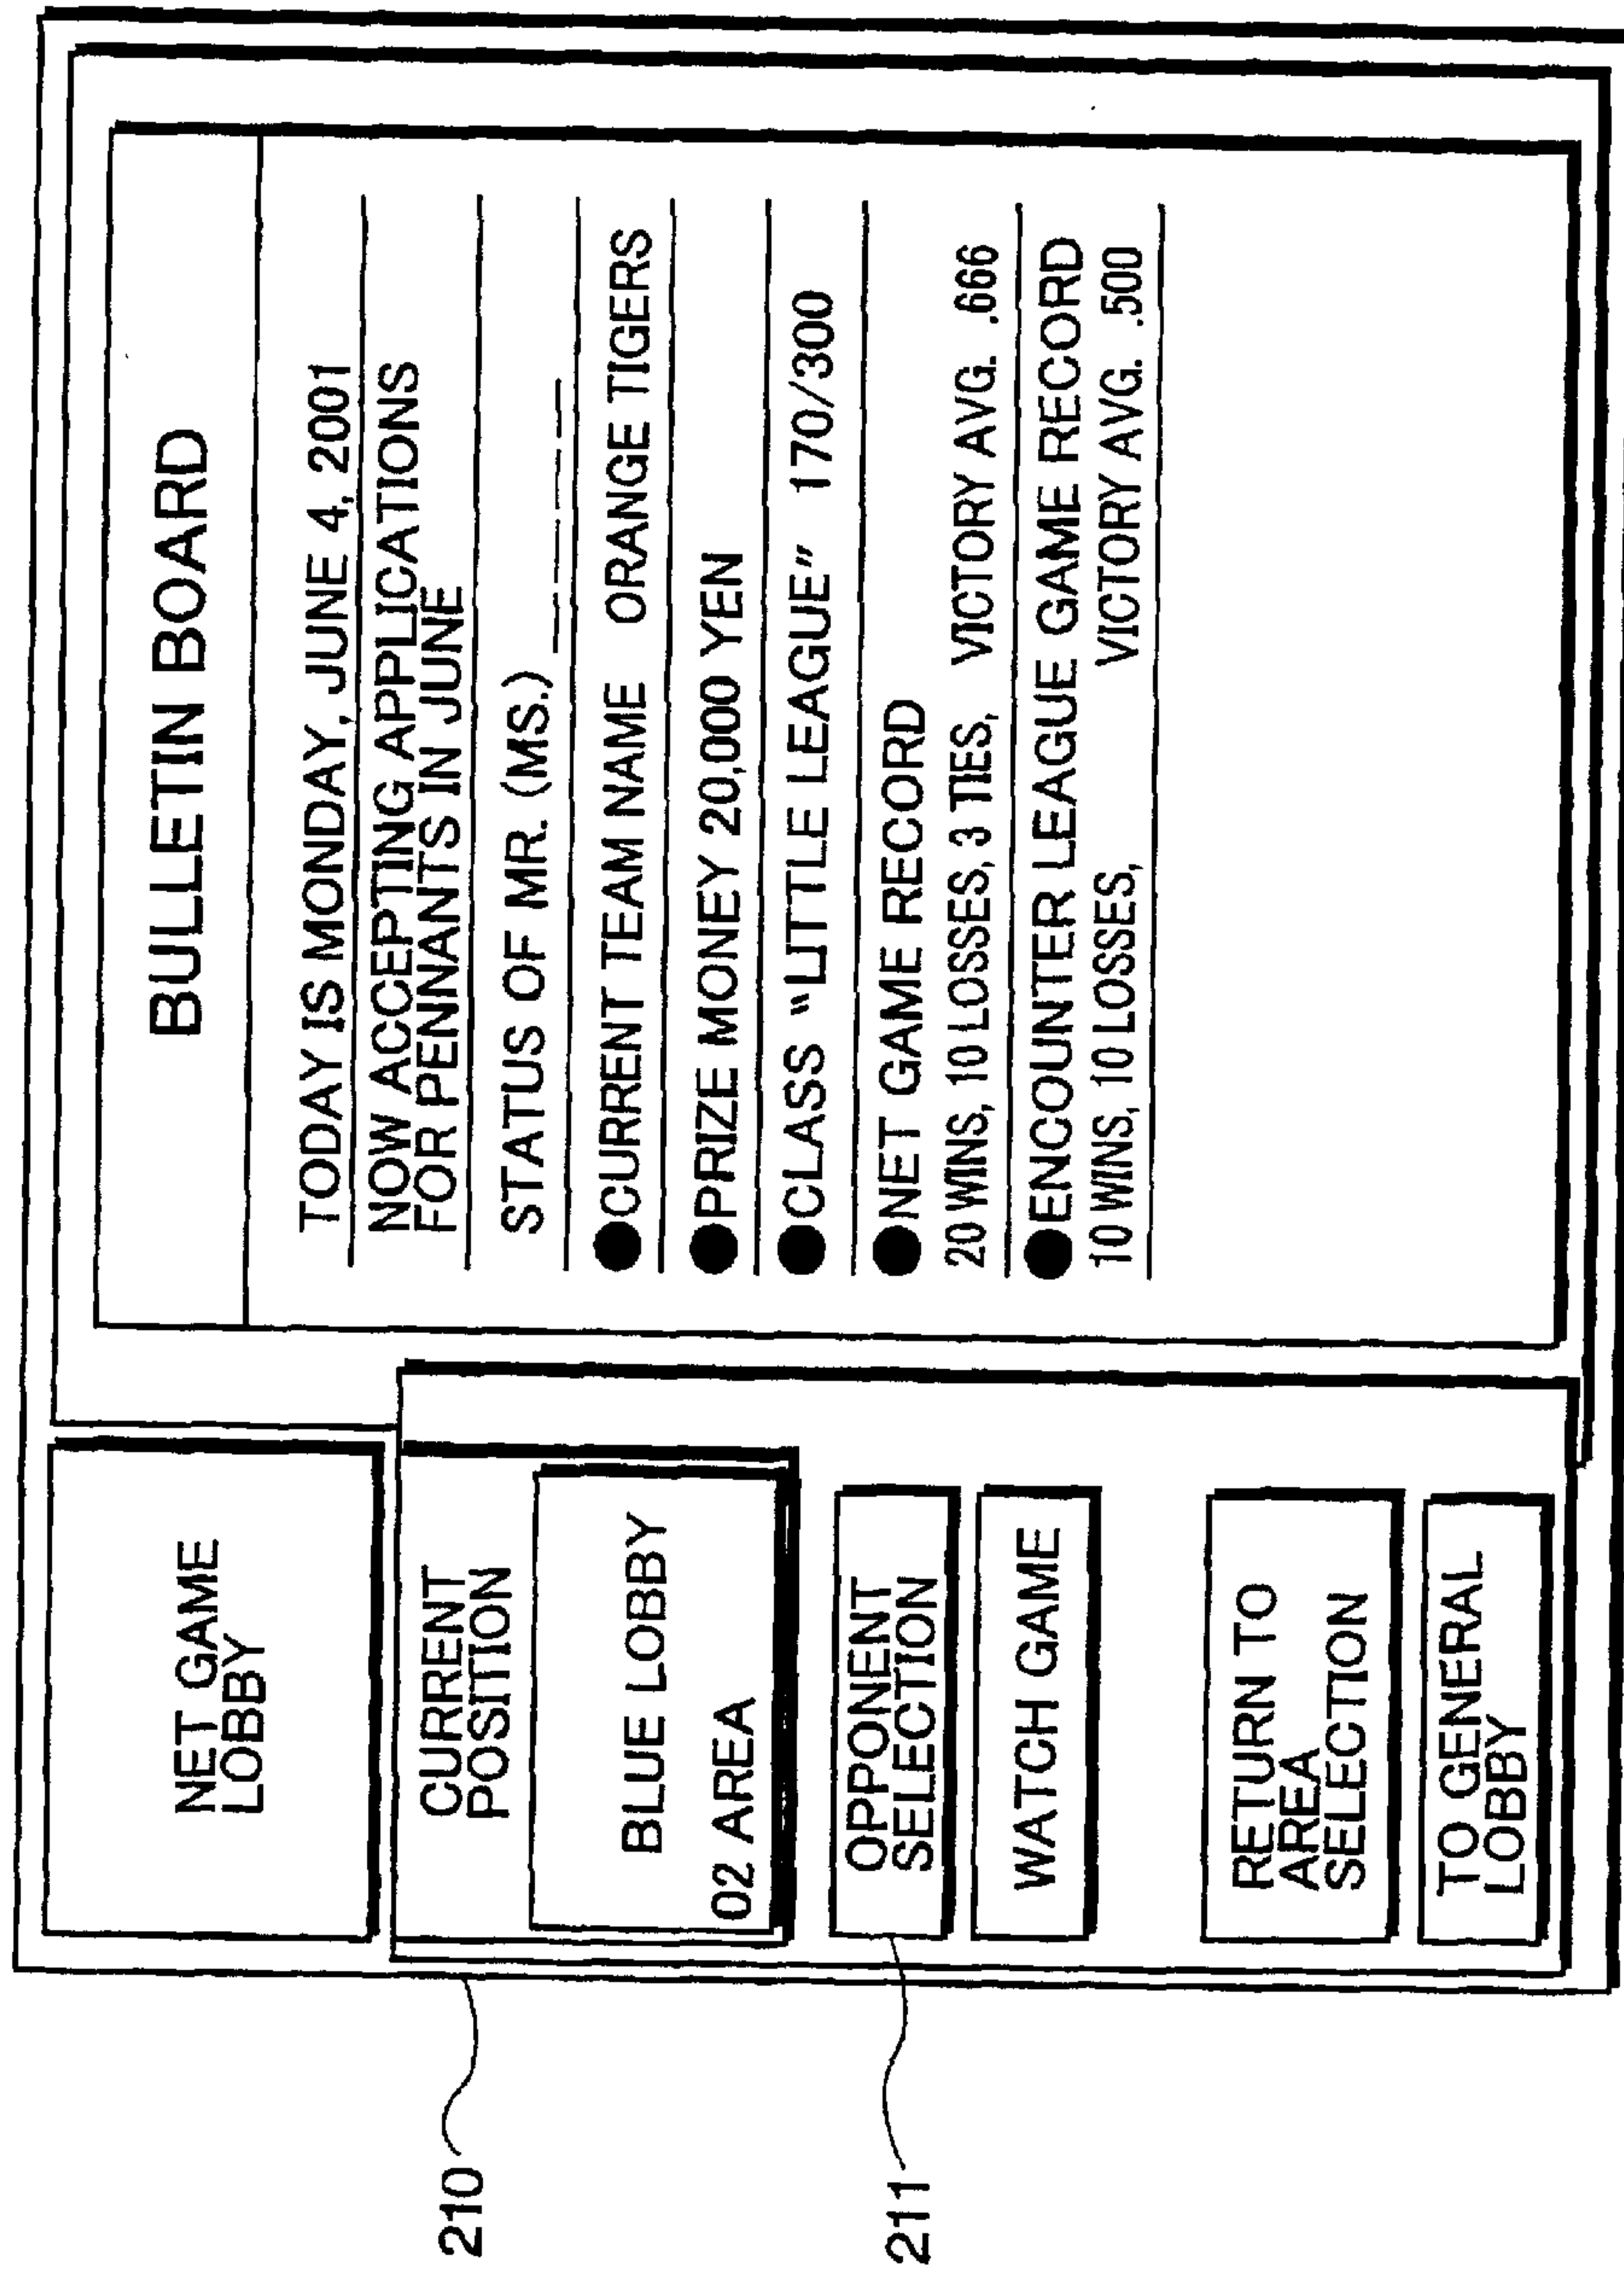 NET GAME
LOBBY
CURRENT
POSITION
BLUE LOBBY
02 AREA
OPPONENT
SELECTION
WATCH GAME
RETURN TO
AREA
SELECTION
TO GENERAL
LOBBY
210
211
BULLETIN BOARD
TODAY IS MONDAY, JUNE 4, 2001
NOW ACCEPTING APPLICATIONS
FOR PENNANTS IN JUNE
STATUS OF MR. (MS.)
●CURRENT TEAM NAME ORANGE TIGERS
●PRIZE MONEY 20,000 YEN
●CLASS “LITTLE LEAGUE” 170/300
●NET GAME RECORD
20 WINS, 10 LOSSES, 3 TIES, VICTORY AVG. .666
●ENCOUNTER LEAGUE GAME RECORD
10 WINS, 10 LOSSES, VICTORY AVG. .500